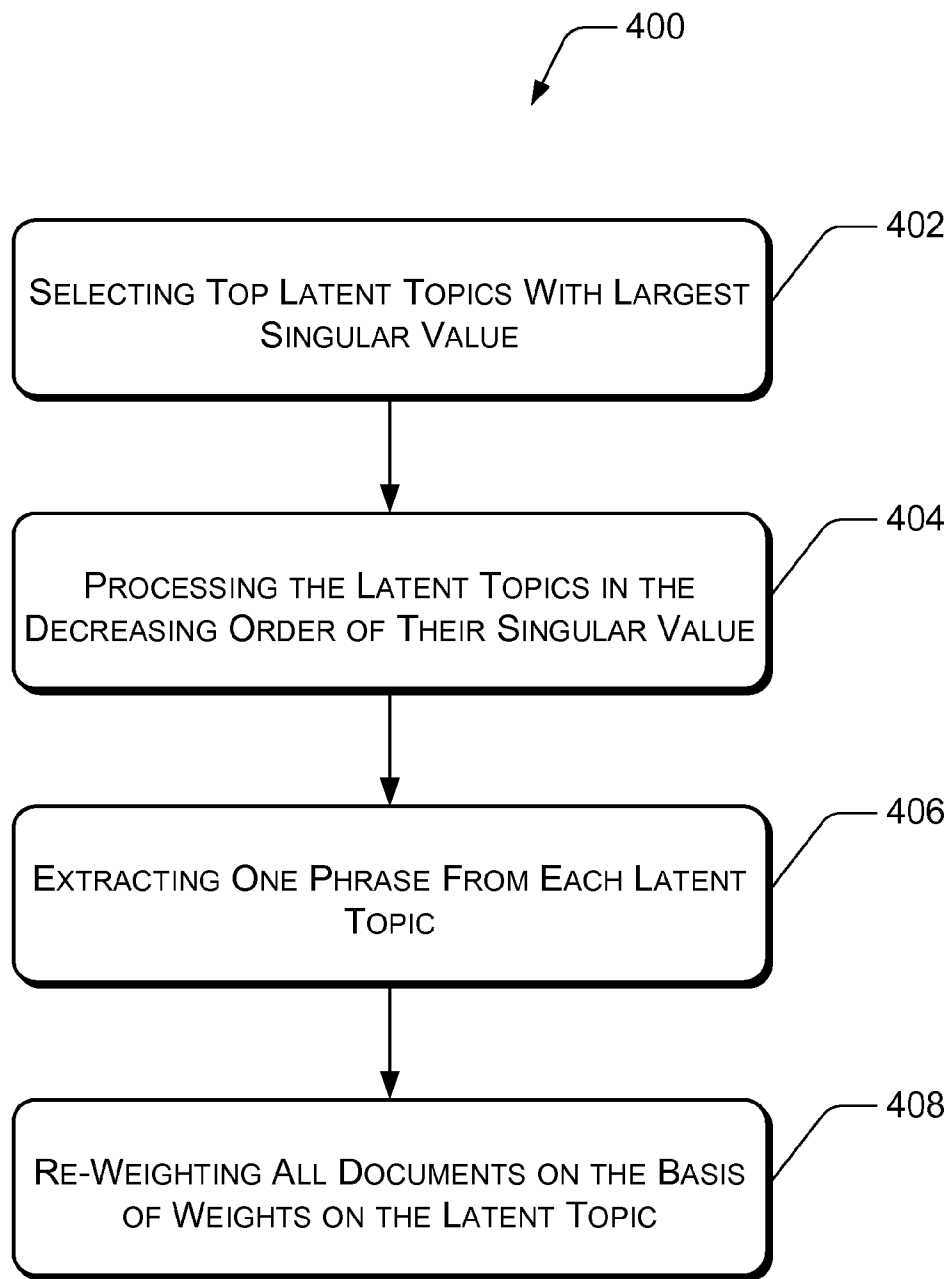 400
402
SELECTING TOP LATENT TOPICS WITH LARGEST
SINGULAR VALUE
404
PROCESSING THE LATENT TOPICS IN THE
DECREASING ORDER OF THEIR SINGULAR VALUE
406
EXTRACTING ONE PHRASE FROM EACH LATENT
TOPIC
408
RE-WEIGHTING ALL DOCUMENTS ON THE BASIS
OF WEIGHTS ON THE LATENT TOPIC